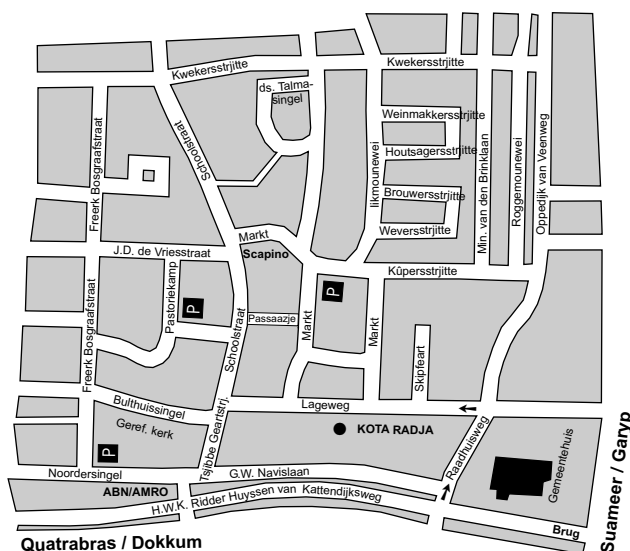 Kwekersstrjitte
Kwekersstrjitte
ds. Talma-
singel
Weinmakkersstrjitte
Houtsagersstrjitte
Brouwersstrjitte
Weversstrjitte
Freerk Bosgraafstraat
Schoolstraat
likmounewei
Min. van den Brinklaan
Roggemounewei
Oppedijk van Veenweg
Markt
Scapino
J.D. de Vriesstraat
Kûpersstrjitte
Freerk Bosgraafstraat
Pastoriekamp
P
P
Passaazje
Schoolstraat
Markt
Markt
Skipfeart
Bulthuissingel
Lageweg
Geref. kerk
P
Tsjibbe Geartstrj.
KOTA RADJA
Raadhuisweg
Gemeentehuis
Noordersingel
G.W. Navislaan
ABN/AMRO
H.W.K. Ridder Huyssen van Kattendijksweg
Brug
Quatrabras / Dokkum
Suameer / Garyp